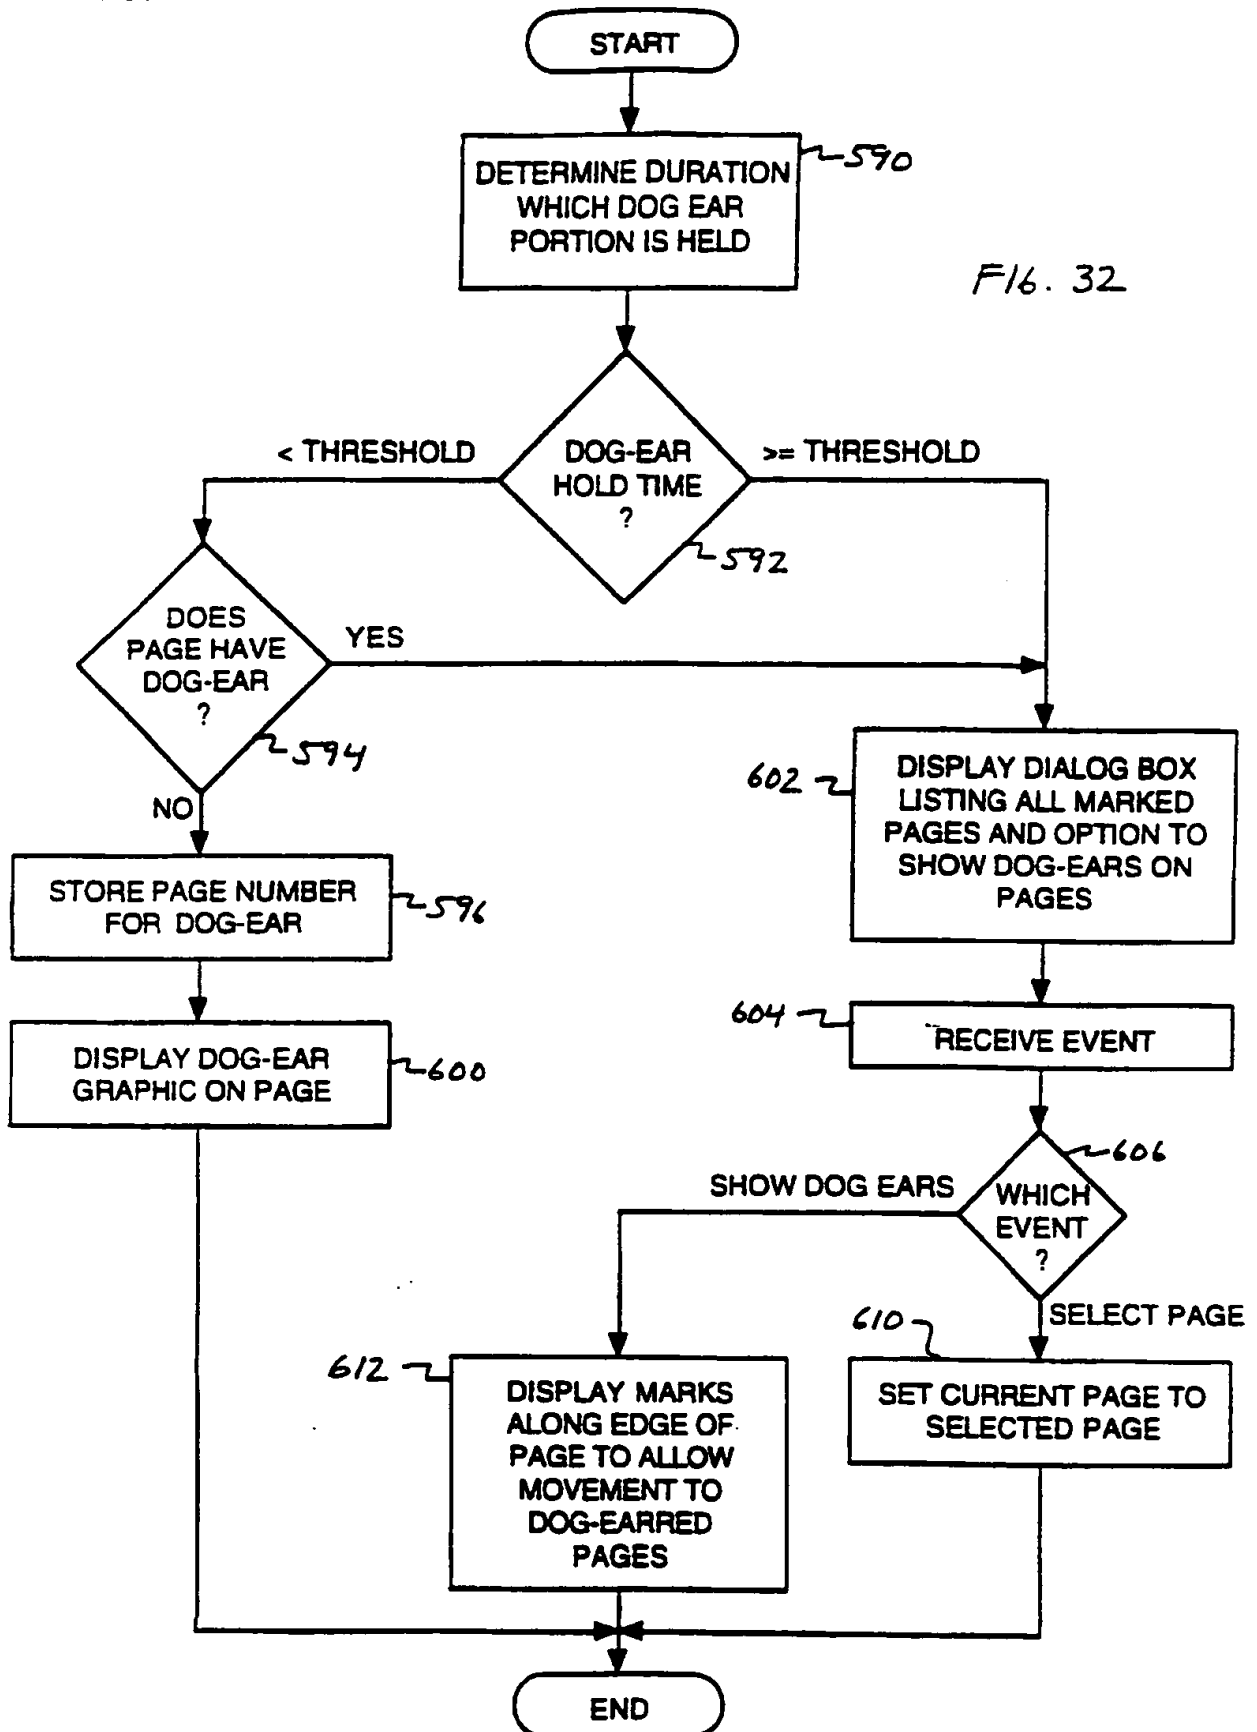 START
DETERMINE DURATION
WHICH DOG EAR
PORTION IS HELD
590
FIG. 32
< THRESHOLD
DOG-EAR
HOLD TIME
?
>= THRESHOLD
592
DOES
PAGE HAVE
DOG-EAR
?
YES
594
NO
STORE PAGE NUMBER
FOR DOG-EAR
596
DISPLAY DOG-EAR
GRAPHIC ON PAGE
600
602
DISPLAY DIALOG BOX
LISTING ALL MARKED
PAGES AND OPTION TO
SHOW DOG-EARS ON
PAGES
604
RECEIVE EVENT
606
SHOW DOG EARS
WHICH
EVENT
?
SELECT PAGE
610
SET CURRENT PAGE TO
SELECTED PAGE
612
DISPLAY MARKS
ALONG EDGE OF
PAGE TO ALLOW
MOVEMENT TO
DOG-EARRED
PAGES
END